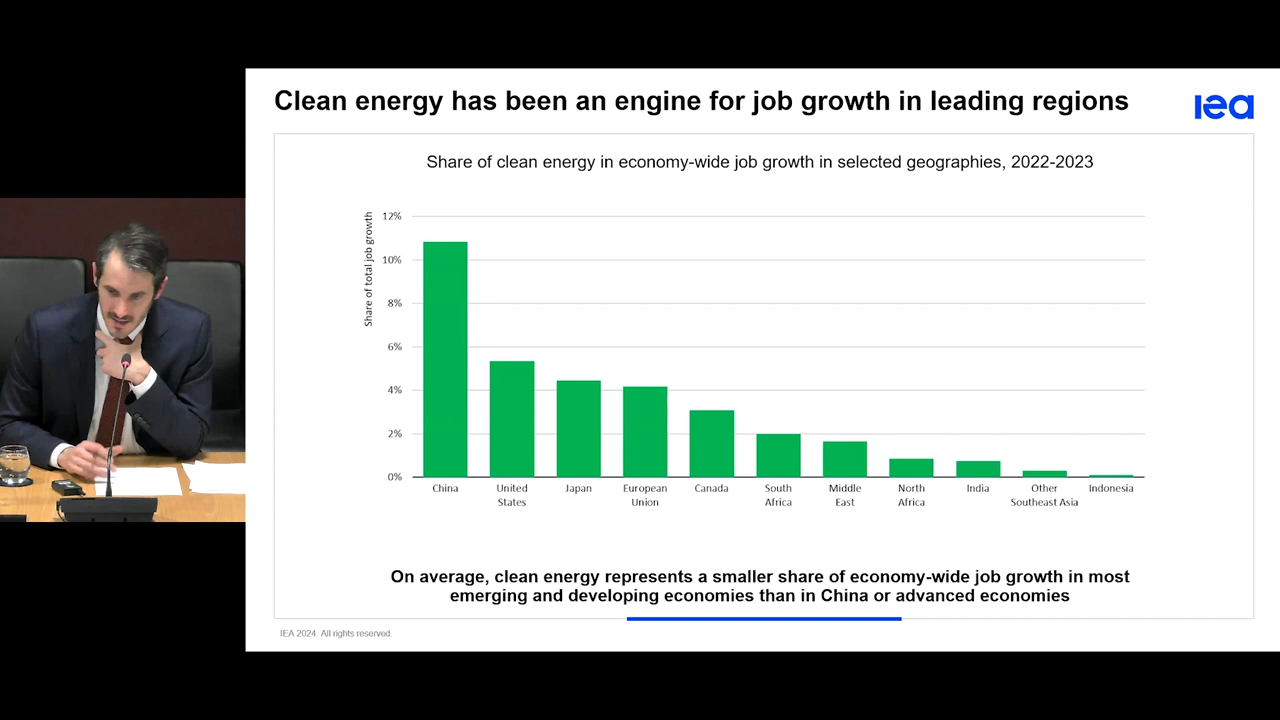 Clean energy has been an engine for job growth in leading regions
iea
Share of clean energy in economy-wide job growth in selected geographies, 2022-2023
Share of total job growth
12%
10%
8%
6%
4%
2%
0%
China
United States
Japan
European Union
Canada
South Africa
Middle East
North Africa
India
Other Southeast Asia
Indonesia
On average, clean energy represents a smaller share of economy-wide job growth in most
emerging and developing economies than in China or advanced economies
IEA 2024. All rights reserved.